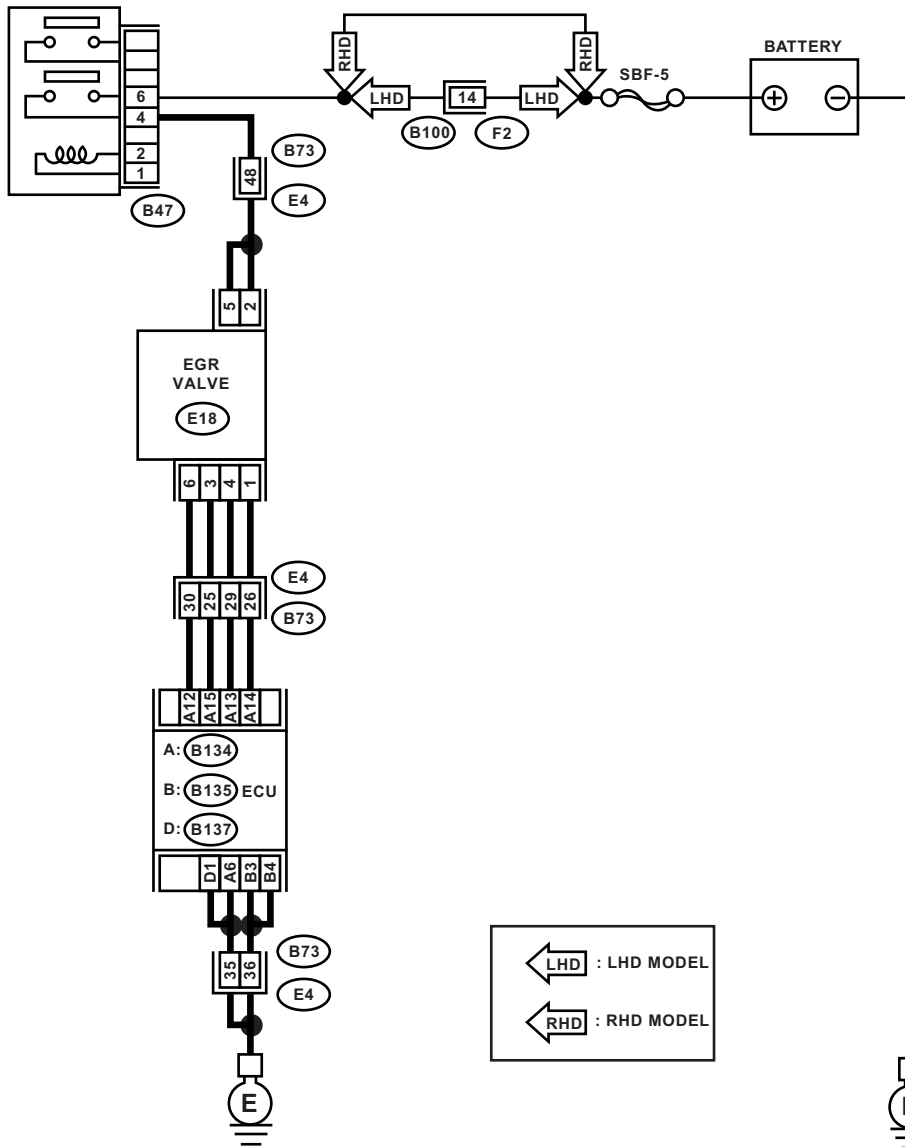 BATTERY
SBF-5
RHD
RHD
LHD
14
LHD
6
4
2
1
B100
F2
B73
48
E4
B47
5
2
EGR
VALVE
E18
6
3
4
1
E4
30
25
29
26
B73
A12
A15
A13
A14
A: B134
B: B135 ECU
D: B137
D1
A6
B3
B4
B73
35
36
E4
LHD : LHD MODEL
RHD : RHD MODEL
E